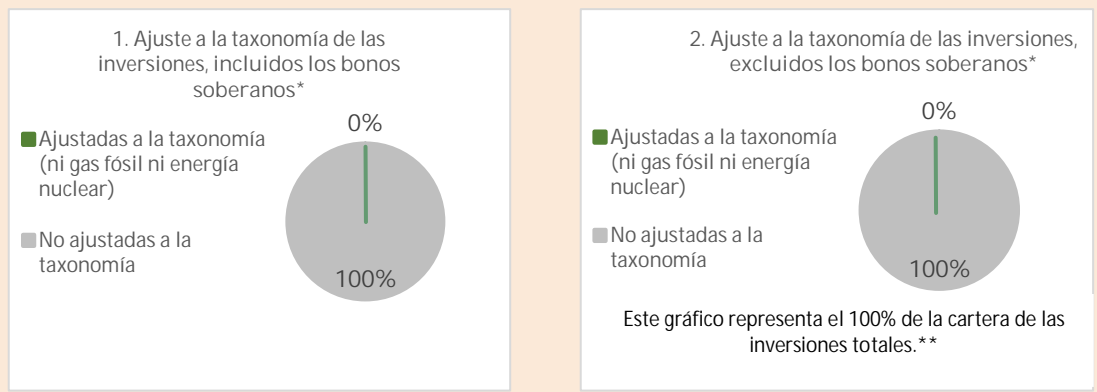 1. Ajuste a la taxonomía de las
inversiones, incluidos los bonos
soberanos*
Ajustadas a la taxonomía
(ni gas fósil ni energía
nuclear)
No ajustadas a la
taxonomía
0%
100%
2. Ajuste a la taxonomía de las inversiones,
excluidos los bonos soberanos*
Ajustadas a la taxonomía
(ni gas fósil ni energía
nuclear)
No ajustadas a la
taxonomía
0%
100%
Este gráfico representa el 100% de la cartera de las
inversiones totales.**